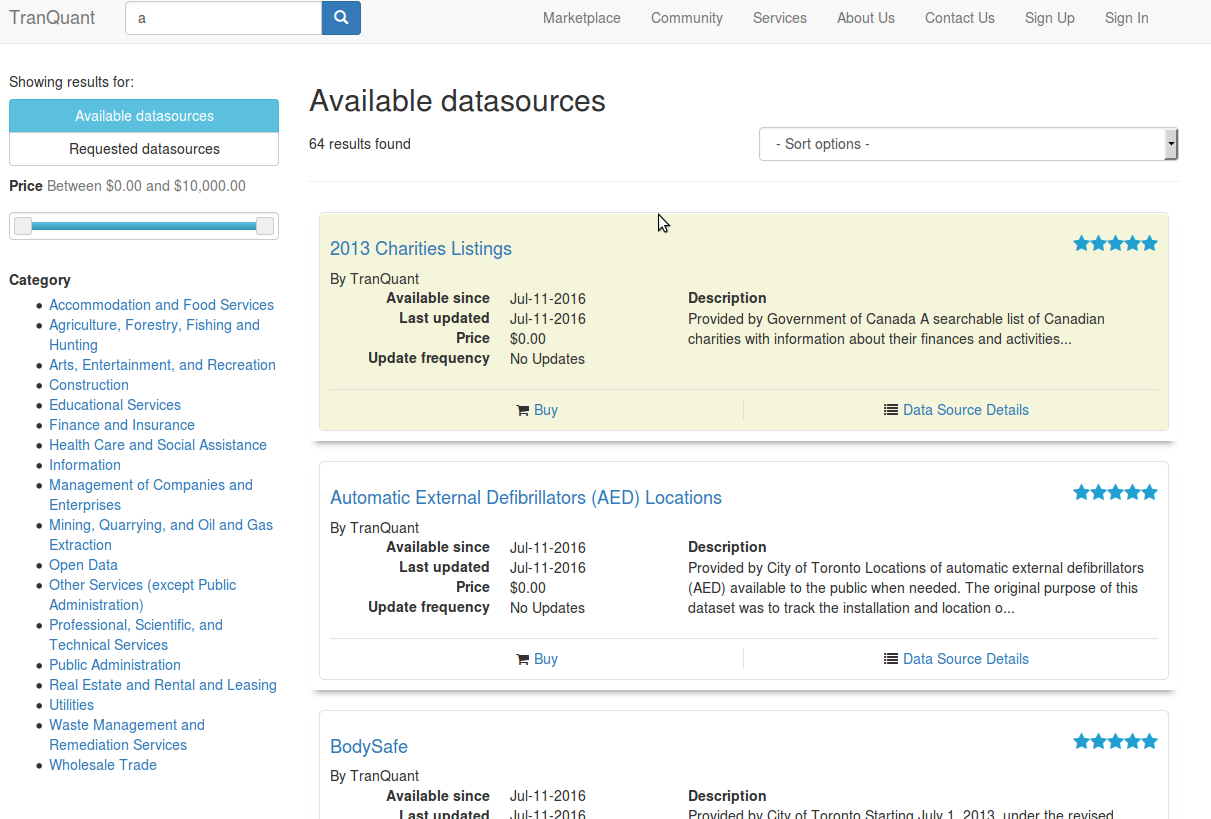 TranQuant
a
Marketplace Community Services About Us Contact Us Sign Up Sign In
Showing results for:
Available datasources
Requested datasources
Price Between $0.00 and $10,000.00
Category
Accommodation and Food Services
Agriculture, Forestry, Fishing and
Hunting
Arts, Entertainment, and Recreation
Construction
Educational Services
Finance and Insurance
Health Care and Social Assistance
Information
Management of Companies and
Enterprises
Mining, Quarrying, and Oil and Gas
Extraction
Open Data
Other Services (except Public
Administration)
Professional, Scientific, and
Technical Services
Public Administration
Real Estate and Rental and Leasing
Utilities
Waste Management and
Remediation Services
Wholesale Trade
Available datasources
64 results found
- Sort options -
2013 Charities Listings
By TranQuant
Available since Jul-11-2016
Last updated Jul-11-2016
Price $0.00
Update frequency No Updates
Description
Provided by Government of Canada A searchable list of Canadian
charities with information about their finances and activities...
Buy
Data Source Details
Automatic External Defibrillators (AED) Locations
By TranQuant
Available since Jul-11-2016
Last updated Jul-11-2016
Price $0.00
Update frequency No Updates
Description
Provided by City of Toronto Locations of automatic external defibrillators
(AED) available to the public when needed. The original purpose of this
dataset was to track the installation and location o...
Buy
Data Source Details
BodySafe
By TranQuant
Available since Jul-11-2016
Last updated Jul-11-2016
Description
Provided by City of Toronto Starting July 1, 2013, under the revised